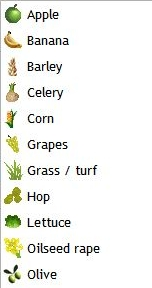 Apple
Banana
Barley
Celery
Corn
Grapes
Grass / turf
Hop
Lettuce
Oilseed rape
Olive